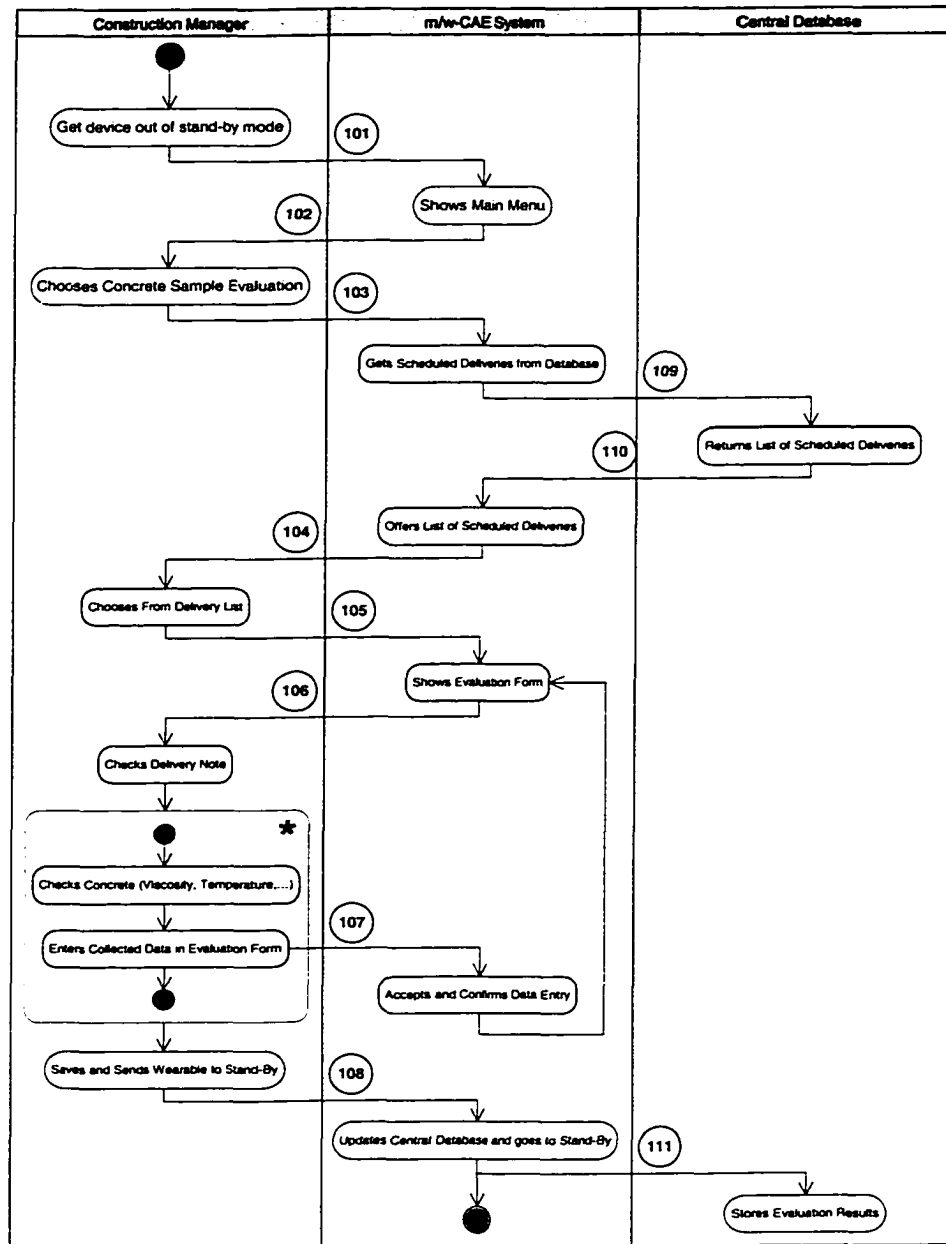 Construction Manager
m/w-CAE System
Central Database
Get device out of stand-by mode
101
Shows Main Menu
102
Chooses Concrete Sample Evaluation
103
Gets Scheduled Deliveries from Database
109
Returns List of Scheduled Deliveries
110
Offers List of Scheduled Deliveries
104
Chooses From Delivery List
105
Shows Evaluation Form
106
Checks Delivery Note
*
Checks Concrete (Viscosity, Temperature,...)
107
Enters Collected Data in Evaluation Form
Accepts and Confirms Data Entry
Saves and Sends Wearable to Stand-By
108
Updates Central Database and goes to Stand-By
111
Stores Evaluation Results